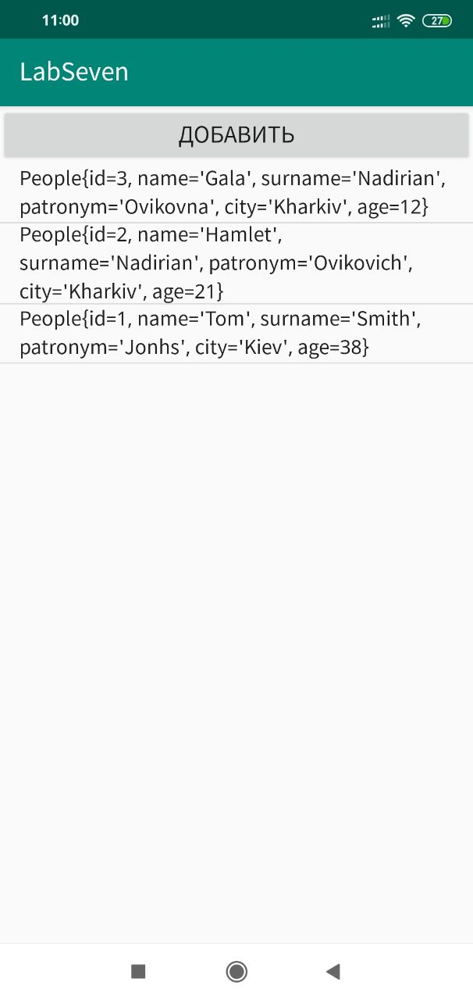 11:00
27
LabSeven
ДОБАВИТЬ
People{id=3, name='Gala', surname='Nadirian',
patronym='Ovikovna', city='Kharkiv', age=12}
People{id=2, name='Hamlet',
surname='Nadirian', patronym='Ovikovich',
city='Kharkiv', age=21}
People{id=1, name='Tom', surname='Smith',
patronym='Jonhs', city='Kiev', age=38}